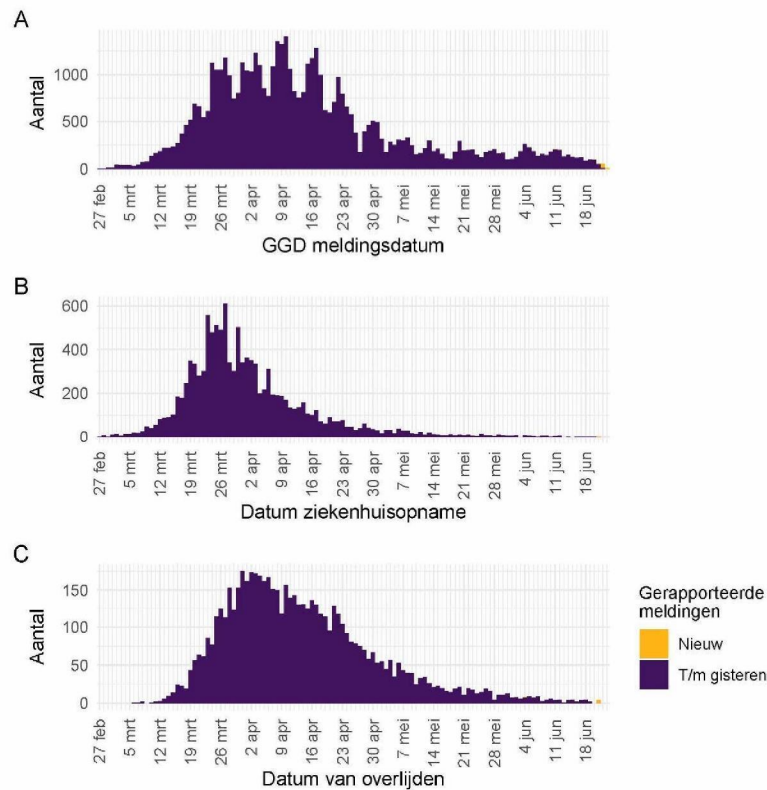 A
Aantal
1000
500
0
27 feb
5 mrt
12 mrt
19 mrt
26 mrt
2 apr
9 apr
16 apr
23 apr
30 apr
7 mei
14 mei
21 mei
28 mei
4 jun
11 jun
18 jun
GGD meldingsdatum
B
Aantal
600
400
200
0
27 feb
5 mrt
12 mrt
19 mrt
26 mrt
2 apr
9 apr
16 apr
23 apr
30 apr
7 mei
14 mei
21 mei
28 mei
4 jun
11 jun
18 jun
Datum ziekenhuisopname
C
Aantal
150
100
50
0
27 feb
5 mrt
12 mrt
19 mrt
26 mrt
2 apr
9 apr
16 apr
23 apr
30 apr
7 mei
14 mei
21 mei
28 mei
4 jun
11 jun
18 jun
Datum van overlijden
Gerapporteerde
meldingen
Nieuw
T/m gisteren